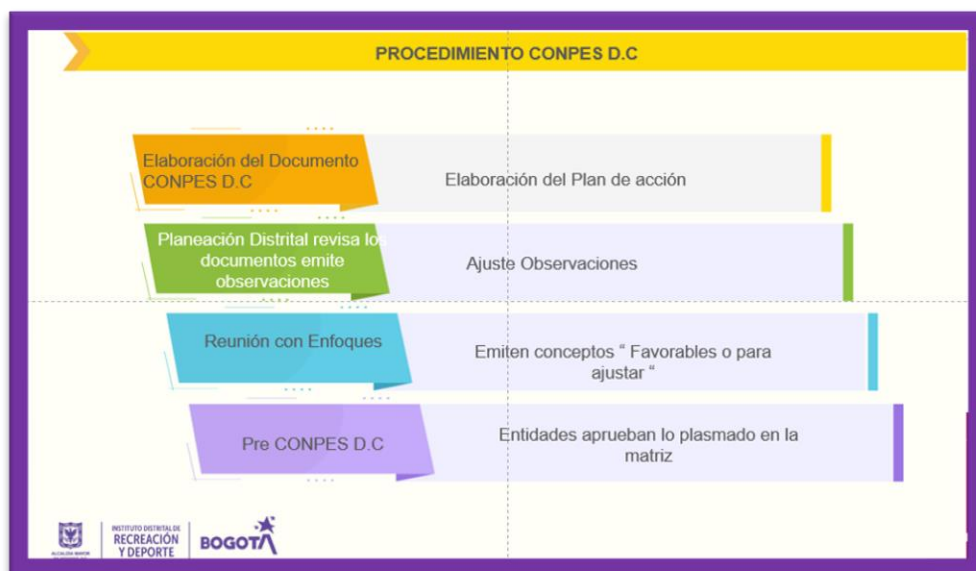 PROCEDIMIENTO CONPES D.C
Elaboración del Documento
CONPES D.C
Elaboración del Plan de acción
Planeación Distrital revisa los
documentos emite
observaciones
Ajuste Observaciones
Reunión con Enfoques
Emiten conceptos “ Favorables o para
ajustar “
Pre CONPES D.C
Entidades aprueban lo plasmado en la
matriz
ALCALDÍA MAYOR
INSTITUTO DISTRITAL DE
RECREACIÓN
Y DEPORTE
BOGOTÁ